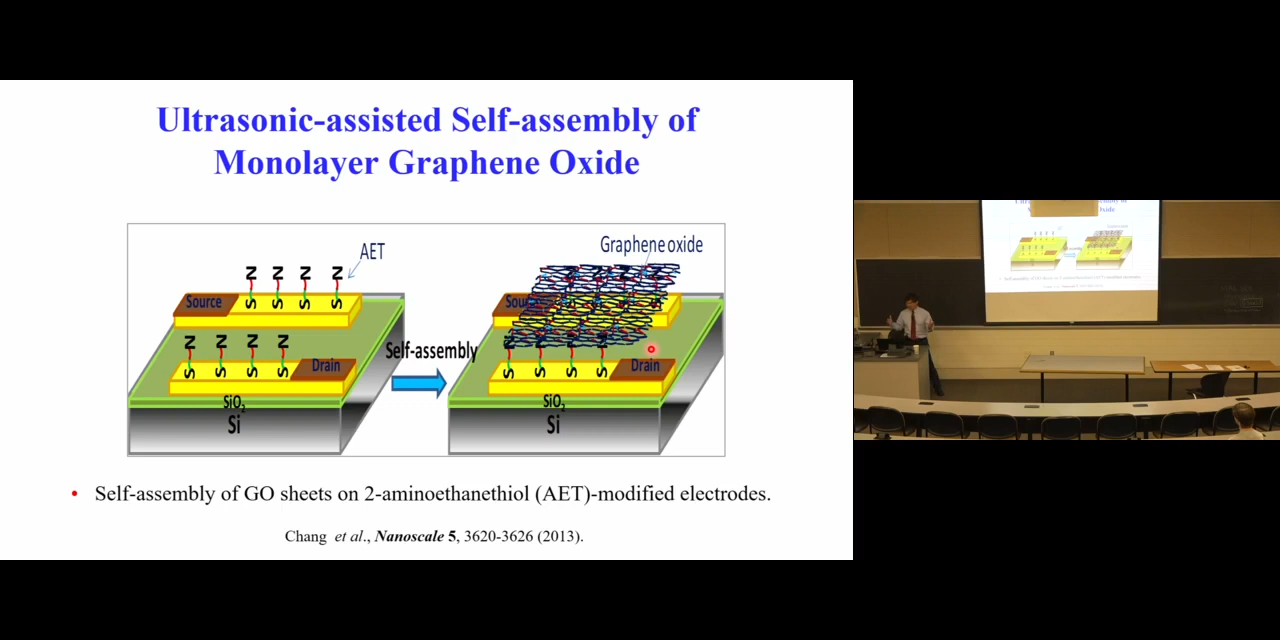 Ultrasonic-assisted Self-assembly of
Monolayer Graphene Oxide
AET
N N N N
S S S S
Source
N N N N
S S S S
Drain
SiO2
Si
Self-assembly
Graphene oxide
Source
N
S S S S
Drain
SiO2
Si
• Self-assembly of GO sheets on 2-aminoethanethiol (AET)-modified electrodes.
Chang et al., Nanoscale 5, 3620-3626 (2013).